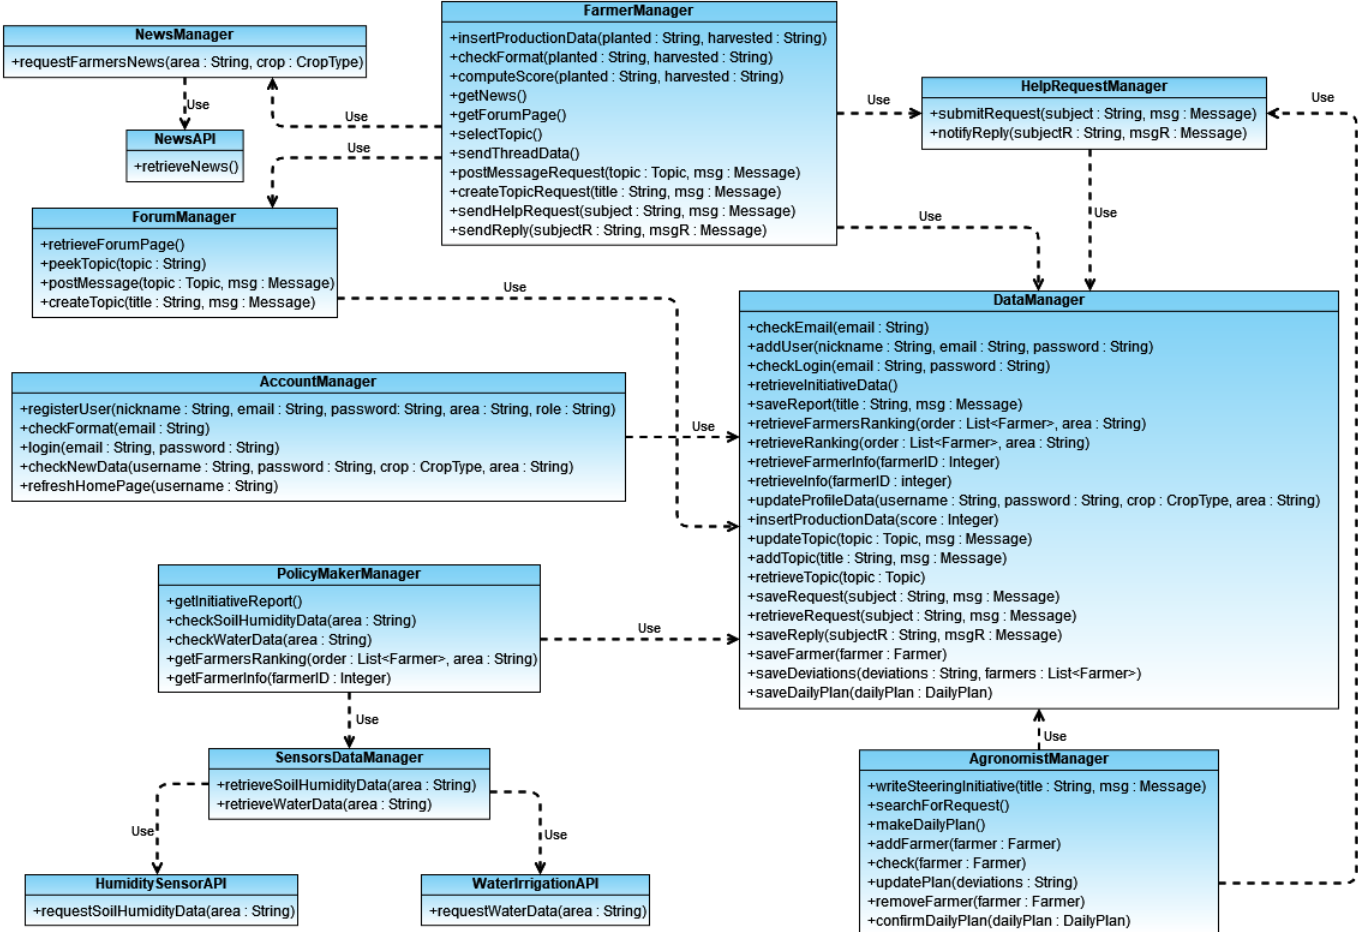 NewsManager
+requestFarmersNews(area : String, crop : CropType)
Use
NewsAPI
+retrieveNews()
FarmerManager
+insertProductionData(planted : String, harvested : String)
+checkFormat(planted : String, harvested : String)
+computeScore(planted : String, harvested : String)
+getNews()
+getForumPage()
+selectTopic()
+sendThreadData()
+postMessageRequest(topic : Topic, msg : Message)
+createTopicRequest(title : String, msg : Message)
+sendHelpRequest(subject : String, msg : Message)
+sendReply(subjectR : String, msgR : Message)
Use
Use
Use
Use
HelpRequestManager
+submitRequest(subject : String, msg : Message)
+notifyReply(subjectR : String, msgR : Message)
Use
Use
ForumManager
+retrieveForumPage()
+peekTopic(topic : String)
+postMessage(topic : Topic, msg : Message)
+createTopic(title : String, msg : Message)
Use
AccountManager
+registerUser(nickname : String, email : String, password: String, area : String, role : String)
+checkFormat(email : String)
+login(email : String, password : String)
+checkNewData(username : String, password : String, crop : CropType, area : String)
+refreshHomePage(username : String)
Use
DataManager
+checkEmail(email : String)
+addUser(nickname : String, email : String, password : String)
+checkLogin(email : String, password : String)
+retrieveInitiativeData()
+saveReport(title : String, msg : Message)
+retrieveFarmersRanking(order : List<Farmer>, area : String)
+retrieveRanking(order : List<Farmer>, area : String)
+retrieveFarmerInfo(farmerID : Integer)
+retrieveInfo(farmerID : integer)
+updateProfileData(username : String, password : String, crop : CropType, area : String)
+insertProductionData(score : Integer)
+updateTopic(topic : Topic, msg : Message)
+addTopic(title : String, msg : Message)
+retrieveTopic(topic : Topic)
+saveRequest(subject : String, msg : Message)
+retrieveRequest(subject : String, msg : Message)
+saveReply(subjectR : String, msgR : Message)
+saveFarmer(farmer : Farmer)
+saveDeviations(deviations : String, farmers : List<Farmer>)
+saveDailyPlan(dailyPlan : DailyPlan)
PolicyMakerManager
+getInitiativeReport()
+checkSoilHumidityData(area : String)
+checkWaterData(area : String)
+getFarmersRanking(order : List<Farmer>, area : String)
+getFarmerInfo(farmerID : Integer)
Use
Use
SensorsDataManager
+retrieveSoilHumidityData(area : String)
+retrieveWaterData(area : String)
Use
Use
HumiditySensorAPI
+requestSoilHumidityData(area : String)
WaterIrrigationAPI
+requestWaterData(area : String)
Use
AgronomistManager
+writeSteeringInitiative(title : String, msg : Message)
+searchForRequest()
+makeDailyPlan()
+addFarmer(farmer : Farmer)
+check(farmer : Farmer)
+updatePlan(deviations : String)
+removeFarmer(farmer : Farmer)
+confirmDailyPlan(dailyPlan : DailyPlan)